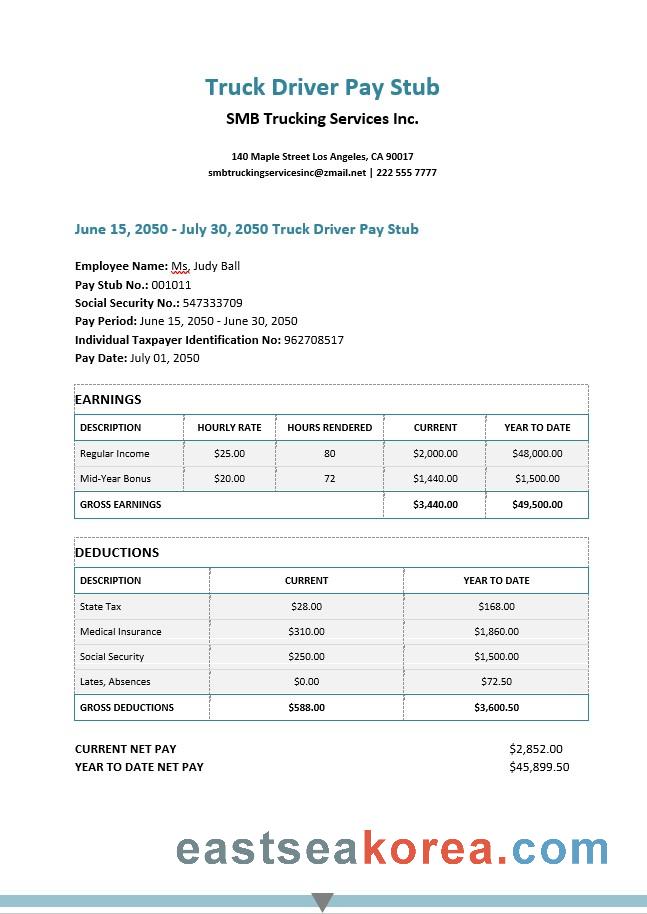 Truck Driver Pay Stub
SMB Trucking Services Inc.
140 Maple Street Los Angeles, CA 90017
smbtruckingservicesinc@zmail.net | 222 555 7777
June 15, 2050 - July 30, 2050 Truck Driver Pay Stub
Employee Name: Ms, Judy Ball
Pay Stub No.: 001011
Social Security No.: 547333709
Pay Period: June 15, 2050 - June 30, 2050
Individual Taxpayer Identification No: 962708517
Pay Date: July 01, 2050
EARNINGS
DESCRIPTION HOURLY RATE HOURS RENDERED CURRENT YEAR TO DATE
Regular Income $25.00 80 $2,000.00 $48,000.00
Mid-Year Bonus $20.00 72 $1,440.00 $1,500.00
GROSS EARNINGS $3,440.00 $49,500.00
DEDUCTIONS
DESCRIPTION CURRENT YEAR TO DATE
State Tax $28.00 $168.00
Medical Insurance $310.00 $1,860.00
Social Security $250.00 $1,500.00
Lates, Absences $0.00 $72.50
GROSS DEDUCTIONS $588.00 $3,600.50
CURRENT NET PAY $2,852.00
YEAR TO DATE NET PAY $45,899.50
eastseakorea.com